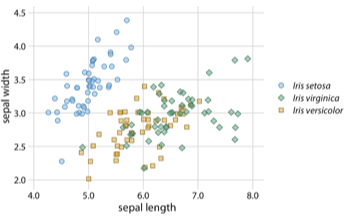 4.5
4.0
3.5
3.0
2.5
2.0
sepal width
4.0 5.0 6.0 7.0 8.0
sepal length
Iris setosa
Iris virginica
Iris versicolor